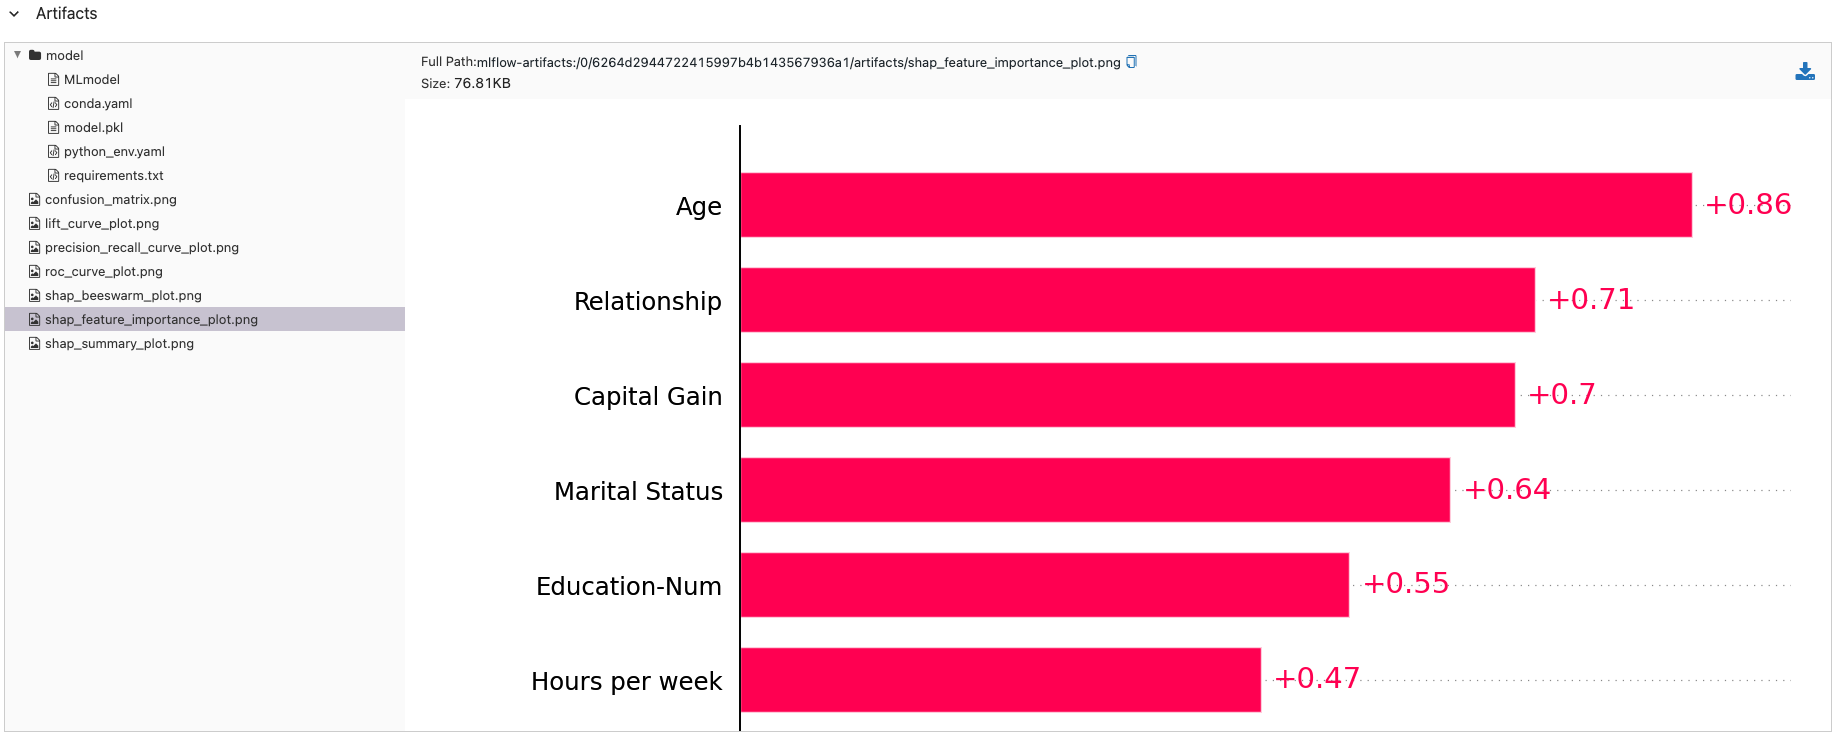 Artifacts
model
MLmodel
conda.yaml
model.pkl
python_env.yaml
requirements.txt
confusion_matrix.png
lift_curve_plot.png
precision_recall_curve_plot.png
roc_curve_plot.png
shap_beeswarm_plot.png
shap_feature_importance_plot.png
shap_summary_plot.png
Full Path:mlflow-artifacts:/0/6264d2944722415997b4b143567936a1/artifacts/shap_feature_importance_plot.png
Size: 76.81KB
Age +0.86
Relationship +0.71
Capital Gain +0.7
Marital Status +0.64
Education-Num +0.55
Hours per week +0.47